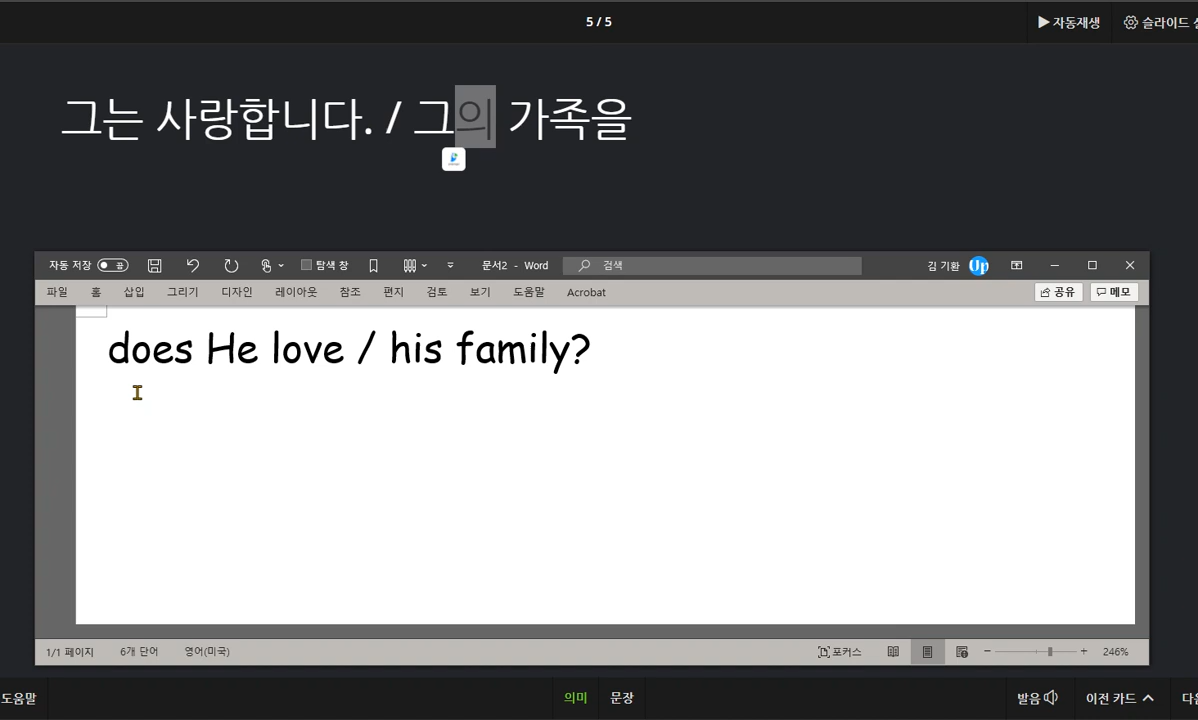 5 / 5
자동재생
슬라이드
그는 사랑합니다. / 그의 가족을
자동 저장 끔 탐색 창 문서2 - Word 검색 김 기환 Up
파일 홈 삽입 그리기 디자인 레이아웃 참조 편지 검토 보기 도움말 Acrobat 공유 메모
does He love / his family?
1/1 페이지 6개 단어 영어(미국) 포커스 - + 246%
도움말 의미 문장 발음 이전 카드